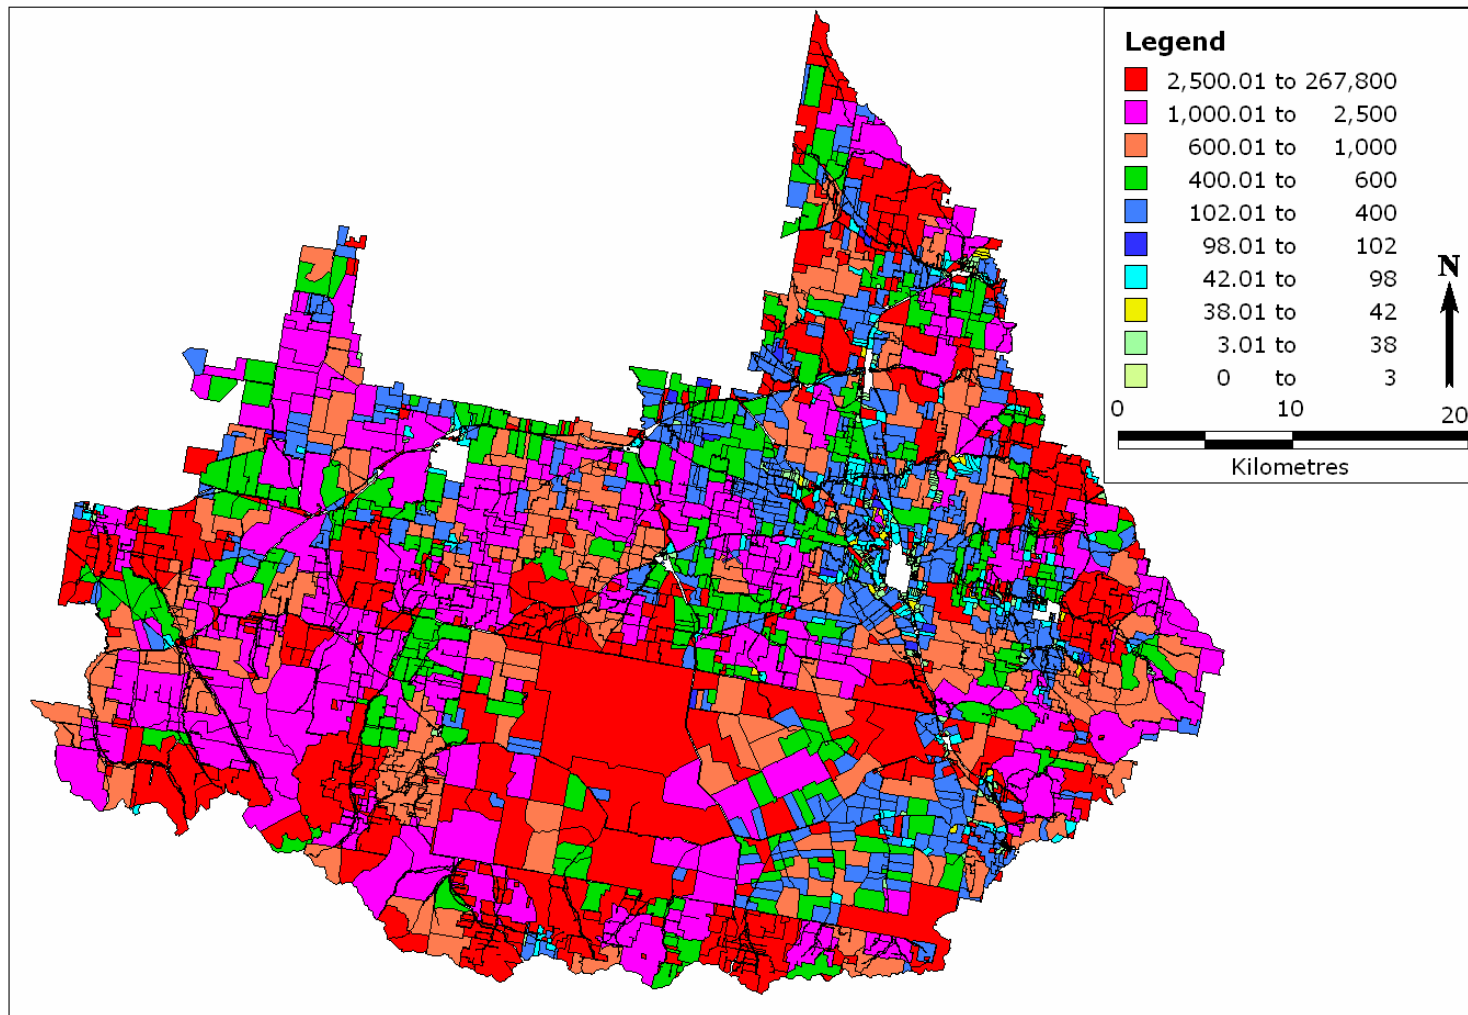 Legend
2,500.01 to 267,800
1,000.01 to 2,500
600.01 to 1,000
400.01 to 600
102.01 to 400
98.01 to 102
42.01 to 98
38.01 to 42
3.01 to 38
0 to 3
N
0 10 20
Kilometres